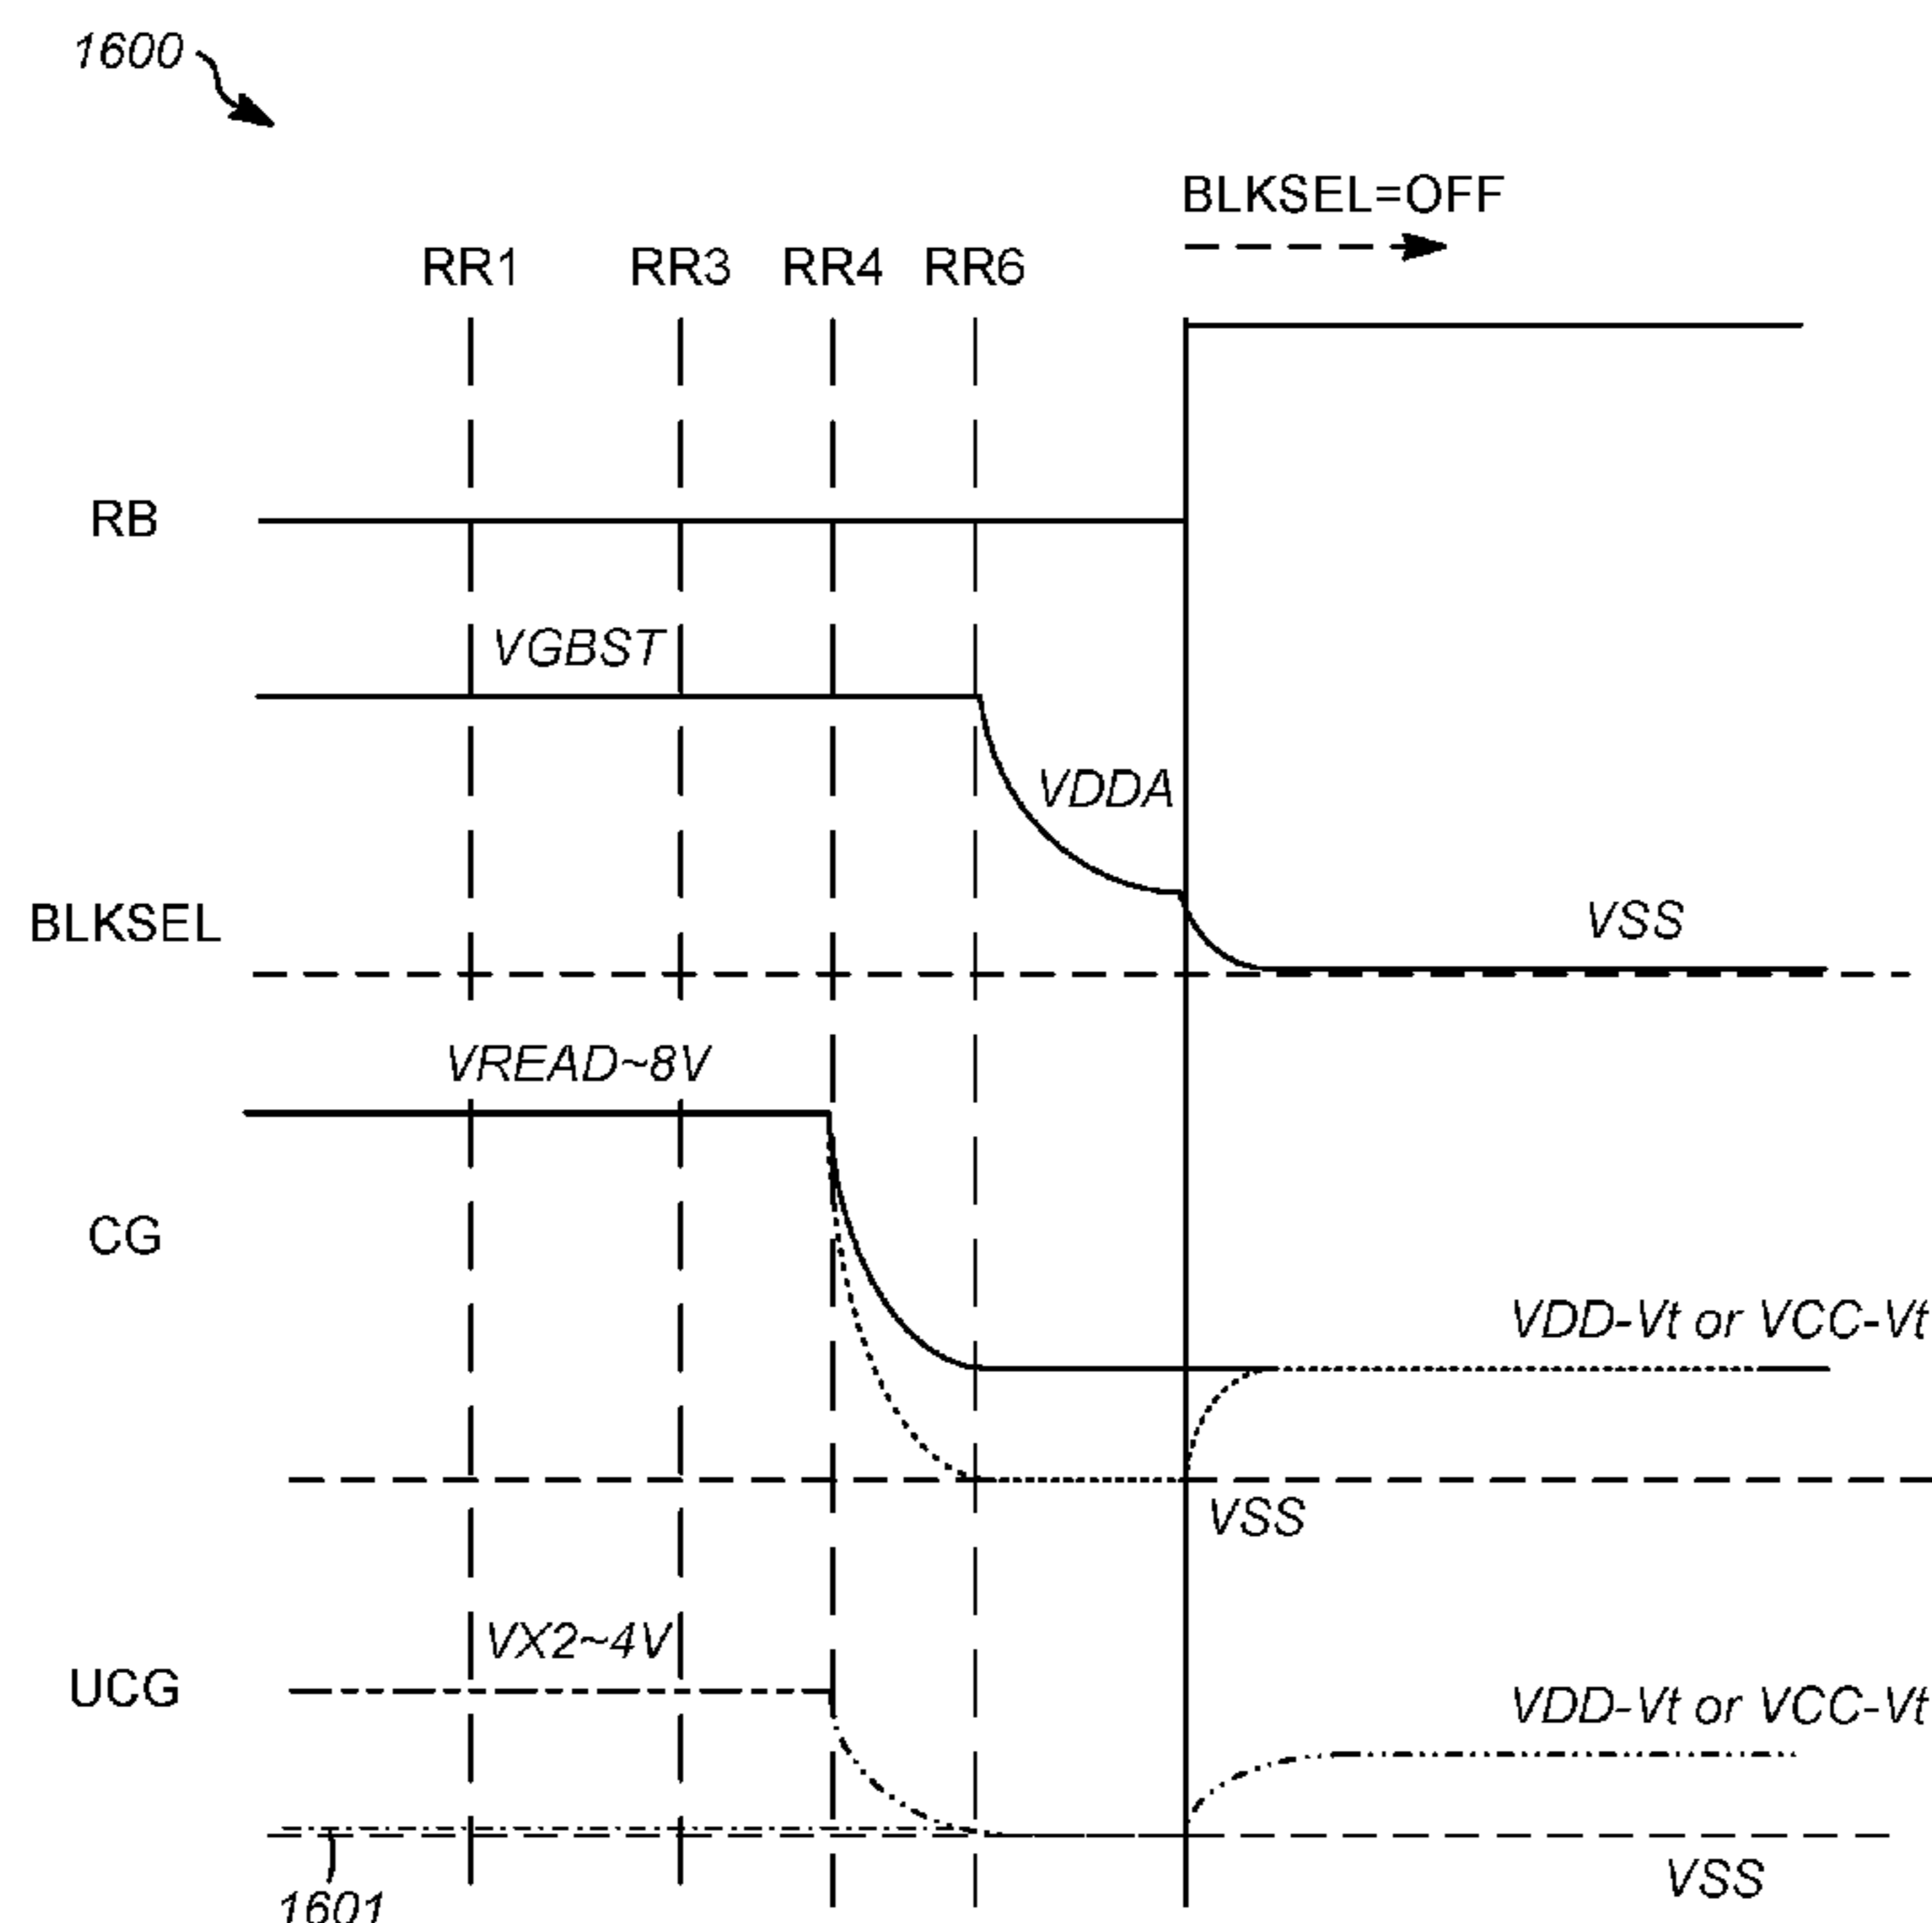 1600
BLKSEL=OFF
RR1 RR3 RR4 RR6
RB
VGBST
VDDA
BLKSEL
VSS
VREAD~8V
CG
VDD-Vt or VCC-Vt
VSS
VX2~4V
UCG
VDD-Vt or VCC-Vt
VSS
1601